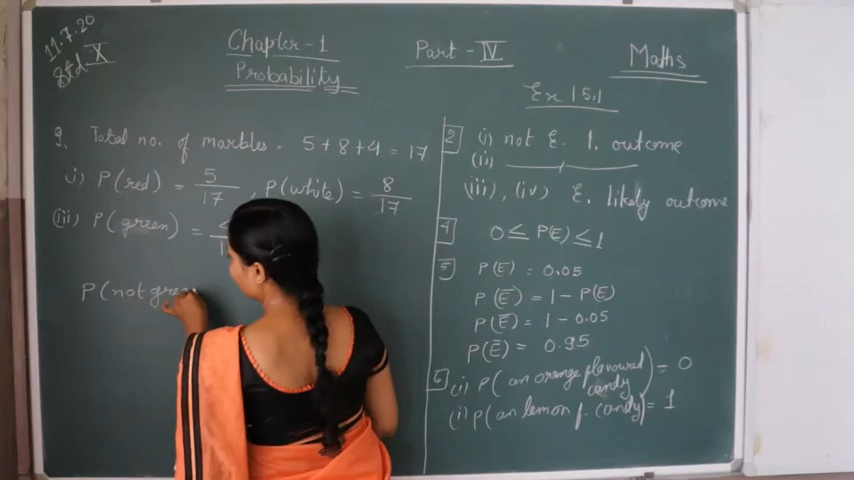 11.7.20
Std X
Chapter-1
Probability
Part - IV
Maths
Ex 15.1
9. Total no. of marbles = 5 + 8 + 4 = 17
i) P(red) = 5/17 , P(white) = 8/17
(iii) P(green) =
P(not green
2 (i) not E. l. outcome
(ii)
(iii), (iv) E. likely outcome
4 0 ≤ P(E) ≤ 1
5 P(E) = 0.05
P(E̅) = 1 - P(E)
P(E̅) = 1 - 0.05
P(E̅) = 0.95
6 (i) P(an orange flavoured candy) = 0
(i) P(an lemon f. candy) = 1